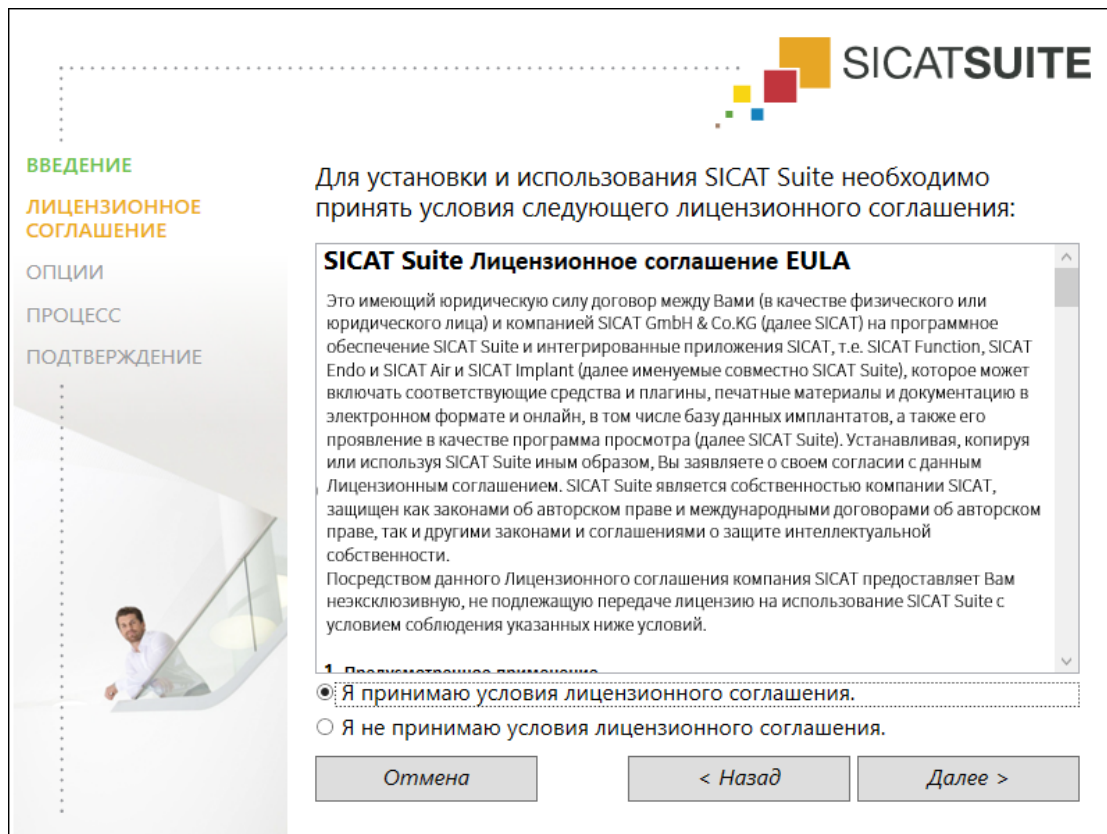 SICATSUITE
ВВЕДЕНИЕ
ЛИЦЕНЗИОННОЕ
СОГЛАШЕНИЕ
ОПЦИИ
ПРОЦЕСС
ПОДТВЕРЖДЕНИЕ
Для установки и использования SICAT Suite необходимо
принять условия следующего лицензионного соглашения:
SICAT Suite Лицензионное соглашение EULA
Это имеющий юридическую силу договор между Вами (в качестве физического или
юридического лица) и компанией SICAT GmbH & Co.KG (далее SICAT) на программное
обеспечение SICAT Suite и интегрированные приложения SICAT, т.е. SICAT Function, SICAT
Endo и SICAT Air и SICAT Implant (далее именуемые совместно SICAT Suite), которое может
включать соответствующие средства и плагины, печатные материалы и документацию в
электронном формате и онлайн, в том числе базу данных имплантатов, а также его
проявление в качестве программа просмотра (далее SICAT Suite). Устанавливая, копируя
или используя SICAT Suite иным образом, Вы заявляете о своем согласии с данным
Лицензионным соглашением. SICAT Suite является собственностью компании SICAT,
защищен как законами об авторском праве и международными договорами об авторском
праве, так и другими законами и соглашениями о защите интеллектуальной
собственности.
Посредством данного Лицензионного соглашения компания SICAT предоставляет Вам
неэксклюзивную, не подлежащую передаче лицензию на использование SICAT Suite с
условием соблюдения указанных ниже условий.
1. Предусмотренное применение
Я принимаю условия лицензионного соглашения.
Я не принимаю условия лицензионного соглашения.
Отмена
< Назад
Далее >